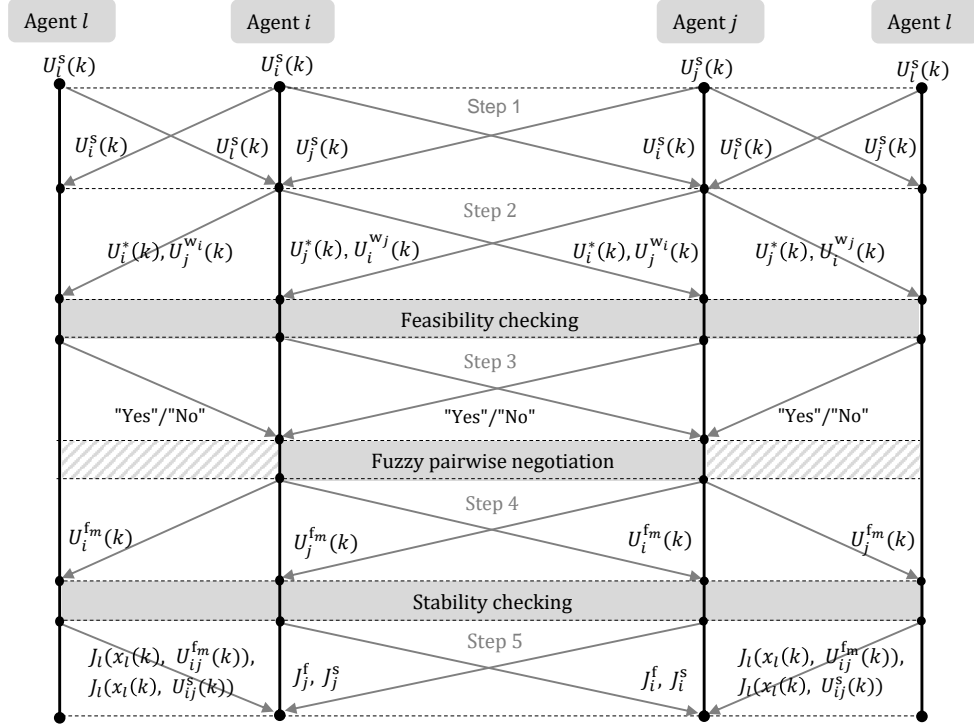 Agent l Agent i Agent j Agent l
U_l^s(k) U_i^s(k) U_j^s(k) U_l^s(k)
Step 1
U_i^s(k) U_l^s(k) U_j^s(k) U_i^s(k) U_l^s(k) U_j^s(k)
Step 2
U_i^*(k), U_j^{w_i}(k) U_j^*(k), U_i^{w_j}(k) U_i^*(k), U_j^{w_i}(k) U_j^*(k), U_i^{w_j}(k)
Feasibility checking
Step 3
"Yes"/"No" "Yes"/"No" "Yes"/"No"
Fuzzy pairwise negotiation
Step 4
U_i^{f_m}(k) U_j^{f_m}(k) U_i^{f_m}(k) U_j^{f_m}(k)
Stability checking
Step 5
J_l(x_l(k), U_{ij}^{f_m}(k)), J_l(x_l(k), U_{ij}^{f_m}(k)),
J_l(x_l(k), U_{ij}^s(k)) J_j^f, J_j^s J_i^f, J_i^s J_l(x_l(k), U_{ij}^s(k))